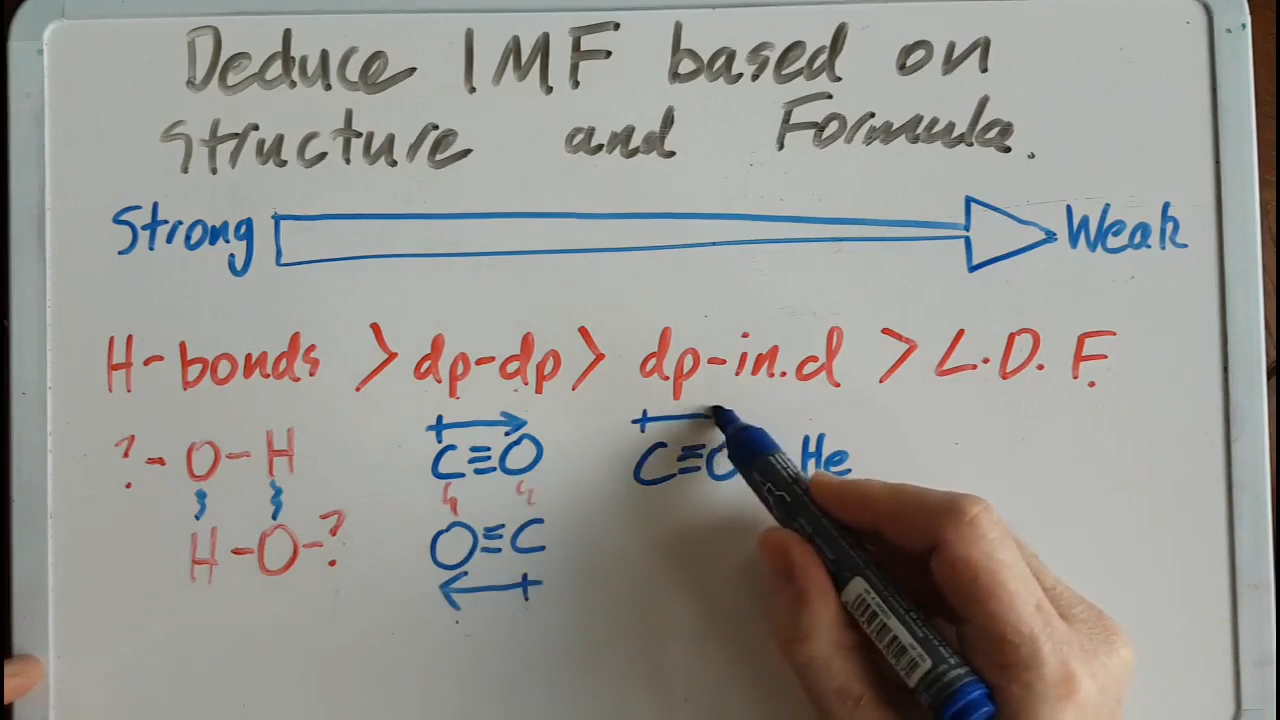 Deduce IMF based on
Structure and Formula.
Strong Weak
H-bonds > dp-dp > dp-in.d > L.D.F.
?-O-H C≡O C≡O He
H-O-? O≡C